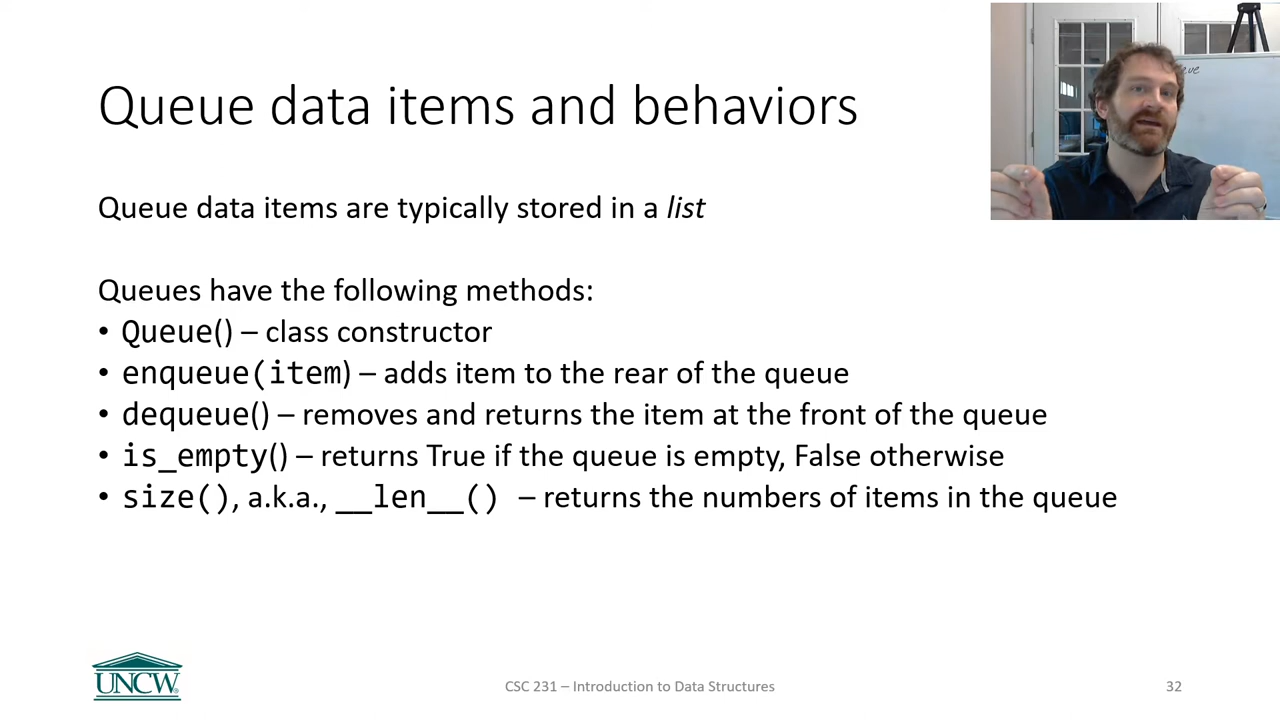 Queue data items and behaviors
Queue data items are typically stored in a list
Queues have the following methods:
• Queue() – class constructor
• enqueue(item) – adds item to the rear of the queue
• dequeue() – removes and returns the item at the front of the queue
• is_empty() – returns True if the queue is empty, False otherwise
• size(), a.k.a., __len__() – returns the numbers of items in the queue
UNCW
CSC 231 – Introduction to Data Structures
32